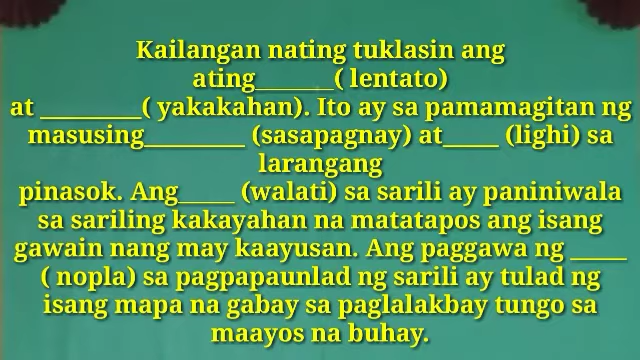 Kailangan nating tuklasin ang
ating_______( lentato)
at _________( yakakahan). Ito ay sa pamamagitan ng
masusing_________ (sasapagnay) at_____ (lighi) sa
larangang
pinasok. Ang_____ (walati) sa sarili ay paniniwala
sa sariling kakayahan na matatapos ang isang
gawain nang may kaayusan. Ang paggawa ng _____
( nopla) sa pagpapaunlad ng sarili ay tulad ng
isang mapa na gabay sa paglalakbay tungo sa
maayos na buhay.